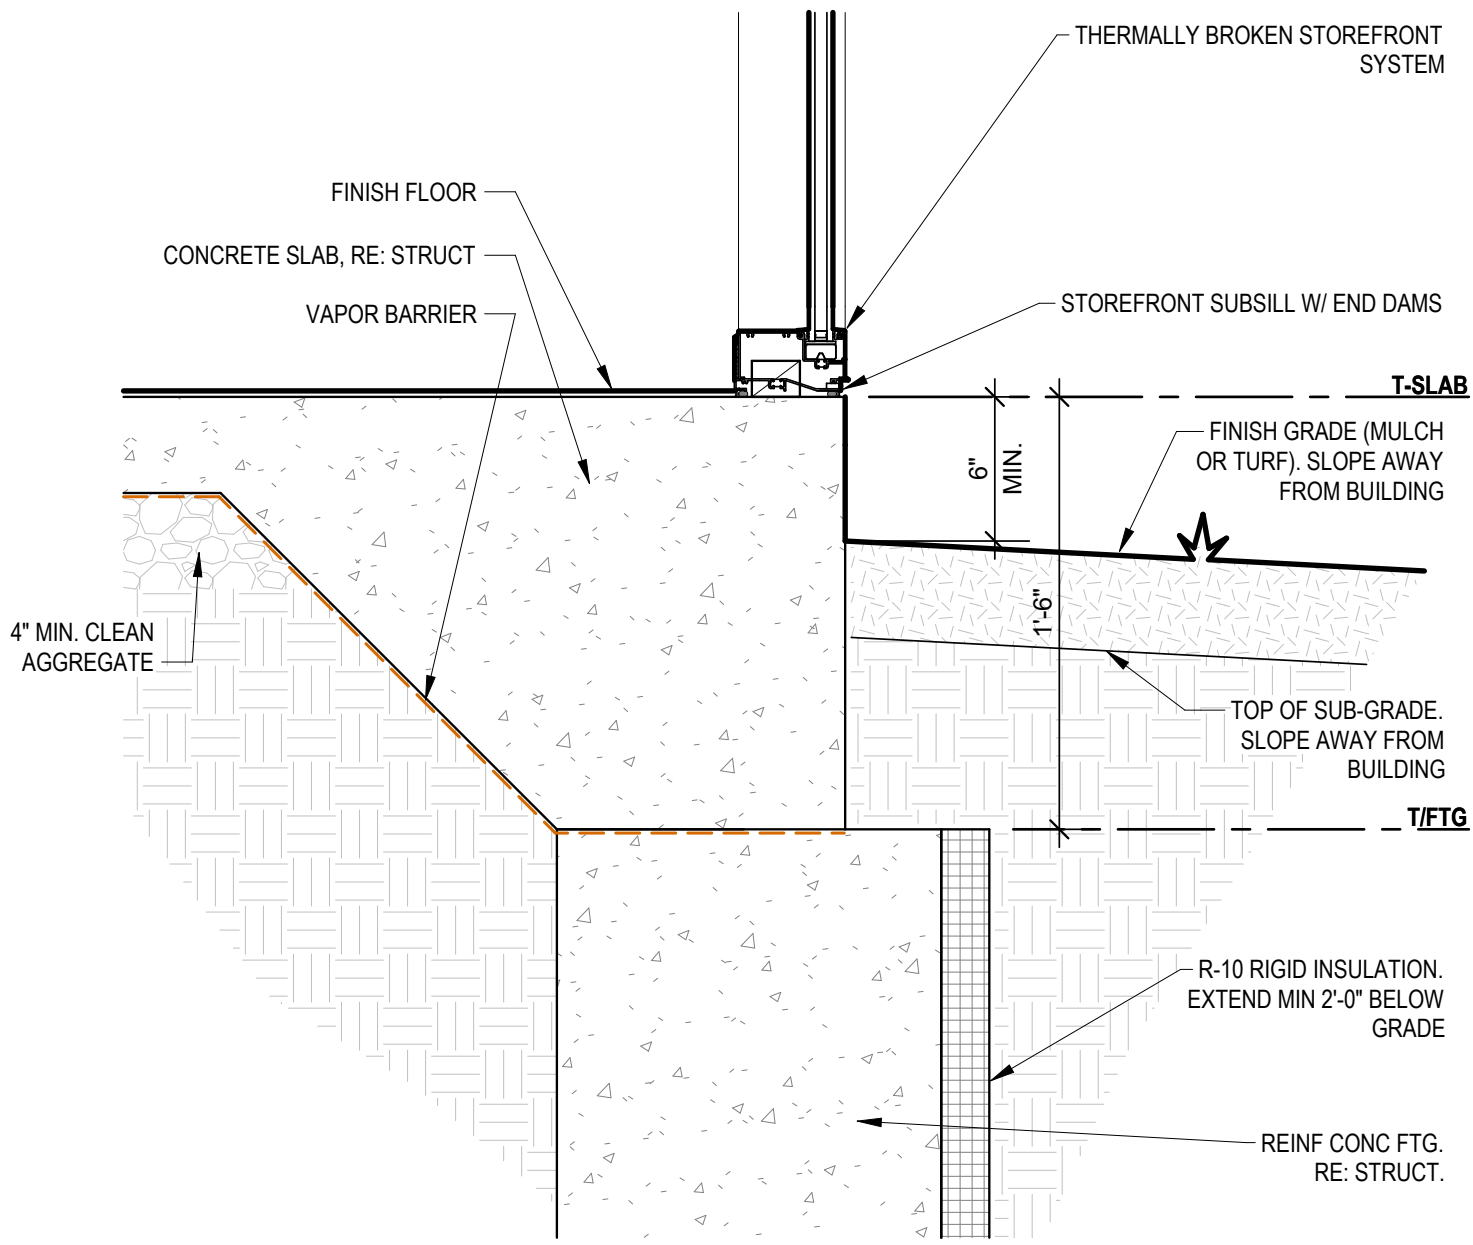 THERMALLY BROKEN STOREFRONT
SYSTEM
FINISH FLOOR
CONCRETE SLAB, RE: STRUCT
VAPOR BARRIER
STOREFRONT SUBSILL W/ END DAMS
T-SLAB
FINISH GRADE (MULCH
OR TURF). SLOPE AWAY
FROM BUILDING
6"
MIN.
1'-6"
4" MIN. CLEAN
AGGREGATE
TOP OF SUB-GRADE.
SLOPE AWAY FROM
BUILDING
T/FTG
R-10 RIGID INSULATION.
EXTEND MIN 2'-0" BELOW
GRADE
REINF CONC FTG.
RE: STRUCT.